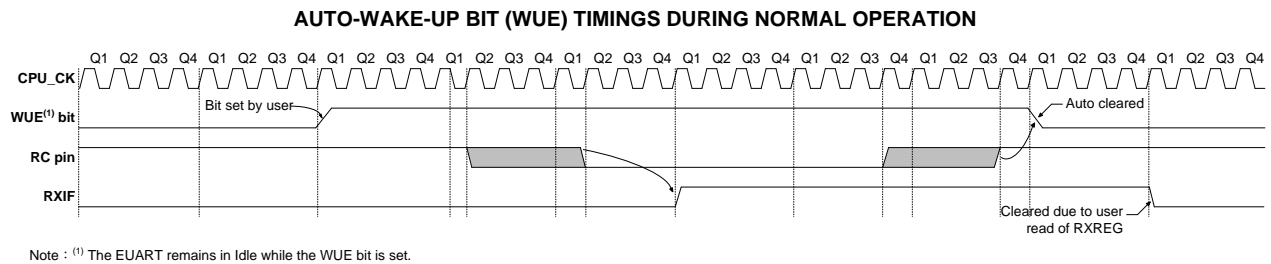 AUTO-WAKE-UP BIT (WUE) TIMINGS DURING NORMAL OPERATION
Q1 Q2 Q3 Q4 Q1 Q2 Q3 Q4 Q1 Q2 Q3 Q4 Q1 Q2 Q3 Q4 Q1 Q2 Q3 Q4 Q1 Q2 Q3 Q4 Q1 Q2 Q3 Q4 Q1 Q2 Q3 Q4 Q1 Q2 Q3 Q4 Q1 Q2 Q3 Q4
CPU_CK
Bit set by user
Auto cleared
WUE(1) bit
RC pin
RXIF
Cleared due to user
read of RXREG
Note : (1) The EUART remains in Idle while the WUE bit is set.